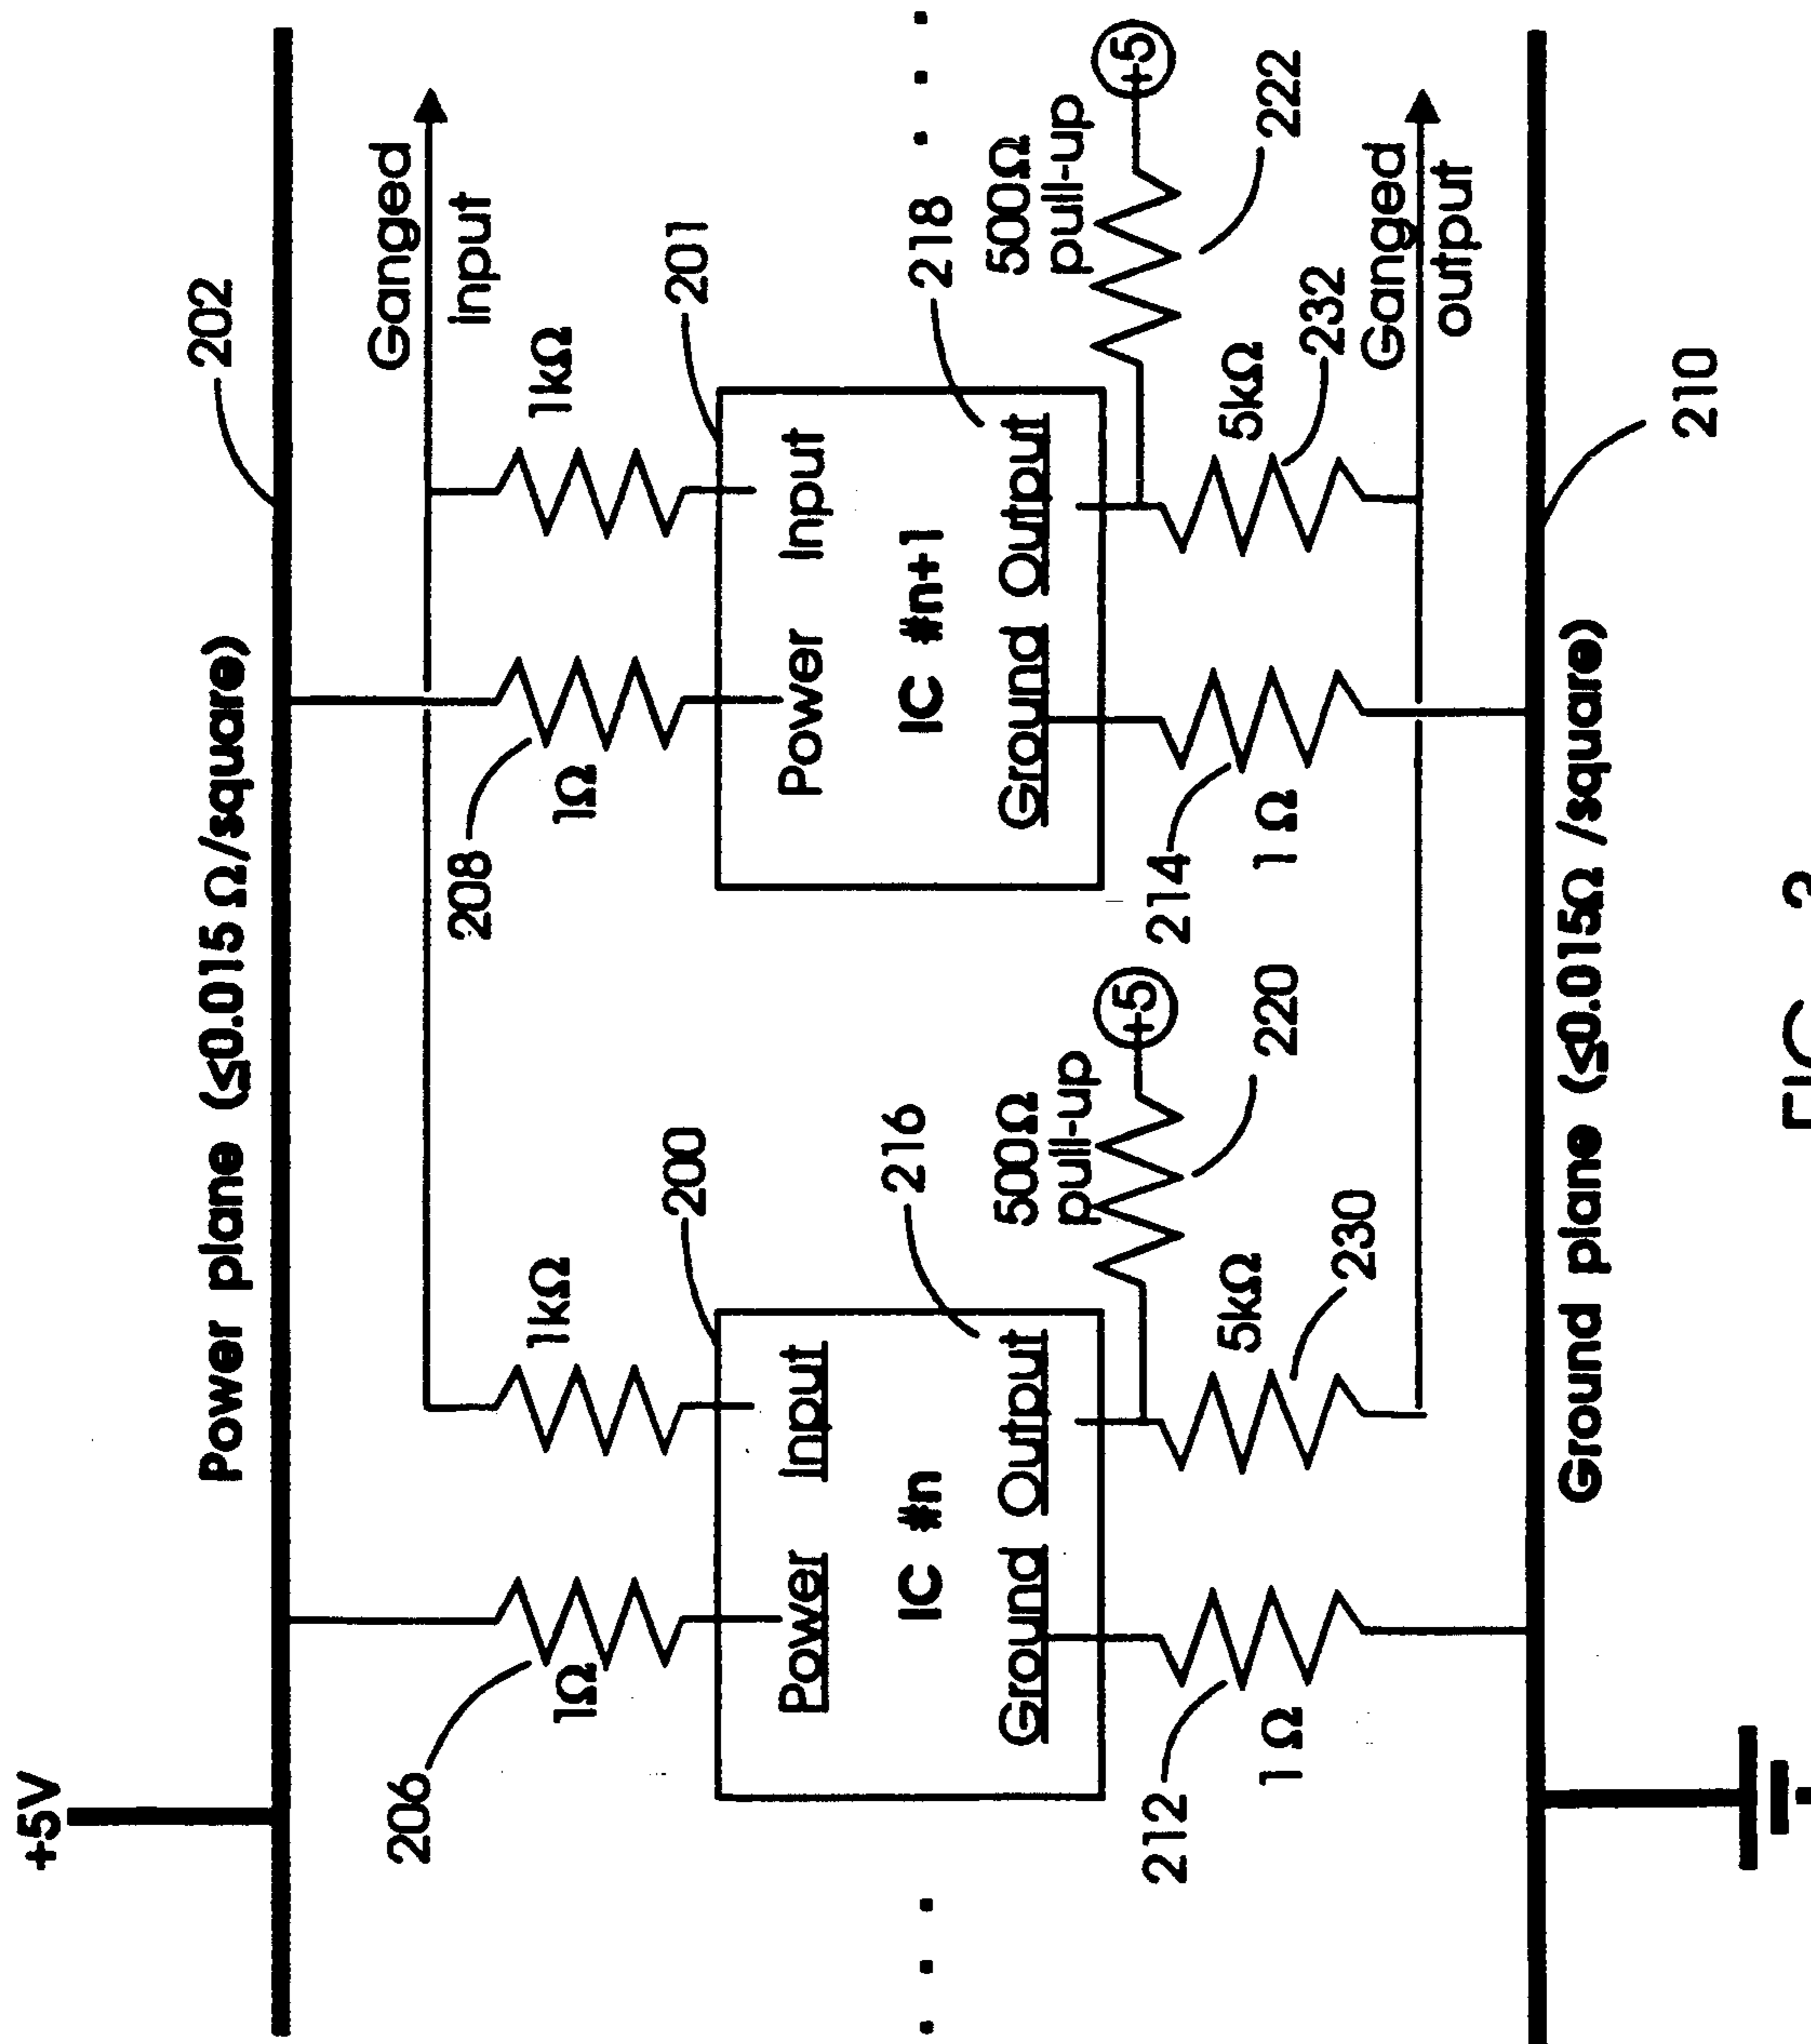 +5V
Power plane (≤0.015 Ω/square)
202
Ganged
input
206
1Ω
1kΩ
208
1Ω
1kΩ
200
201
Power Input
IC #n
Ground Output
216
Power Input
IC #n+1
Ground Output
218
500Ω
pull-up
+5
220
500Ω
pull-up
+5
222
212
1 Ω
5kΩ
230
214
1 Ω
5kΩ
232
Ganged
output
Ground plane (≤0.015Ω /square)
210